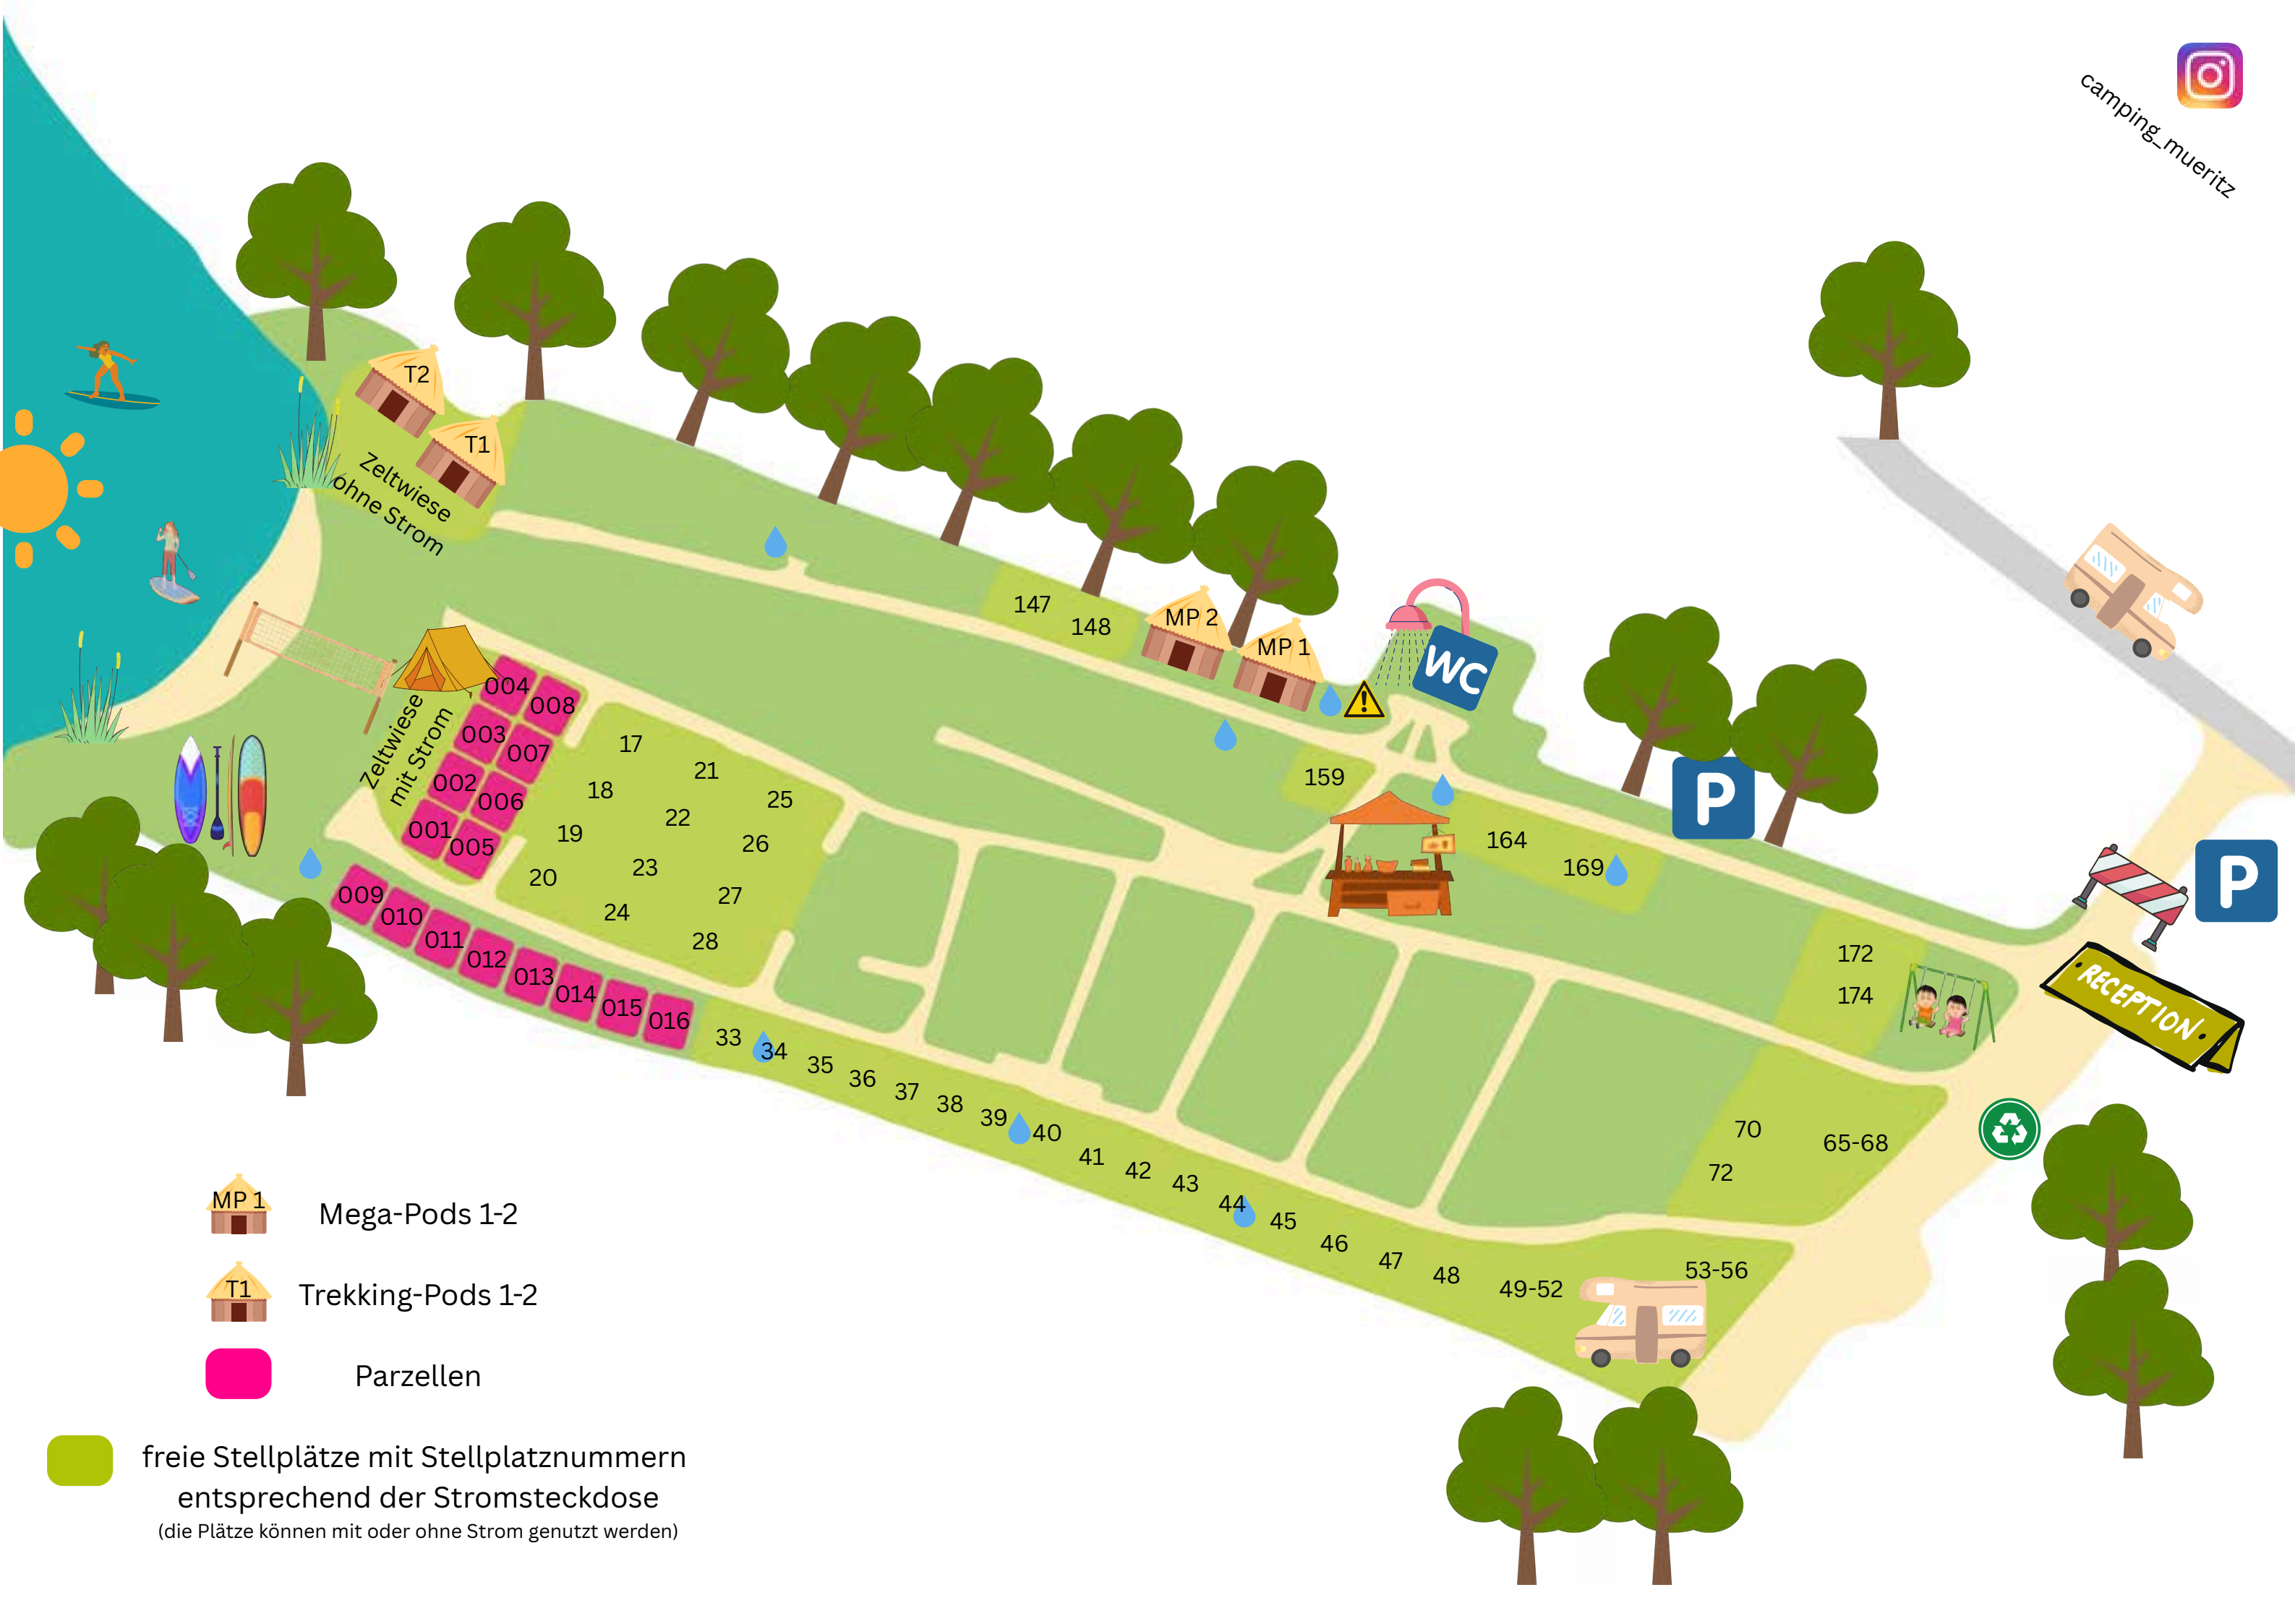 camping_mueritz
T2
T1
Zeltwiese
ohne Strom
147
148
MP 2
MP 1
WC
004
008
003
007
002
006
001
005
Zeltwiese
mit Strom
17
21
18
25
22
19
26
23
20
27
24
28
159
164
169
P
P
RECEPTION
172
174
009
010
011
012
013
014
015
016
33
34
35
36
37
38
39
40
41
42
43
44
45
46
47
48
49-52
53-56
70
65-68
72
MP 1
Mega-Pods 1-2
T1
Trekking-Pods 1-2
Parzellen
freie Stellplätze mit Stellplatznummern
entsprechend der Stromsteckdose
(die Plätze können mit oder ohne Strom genutzt werden)